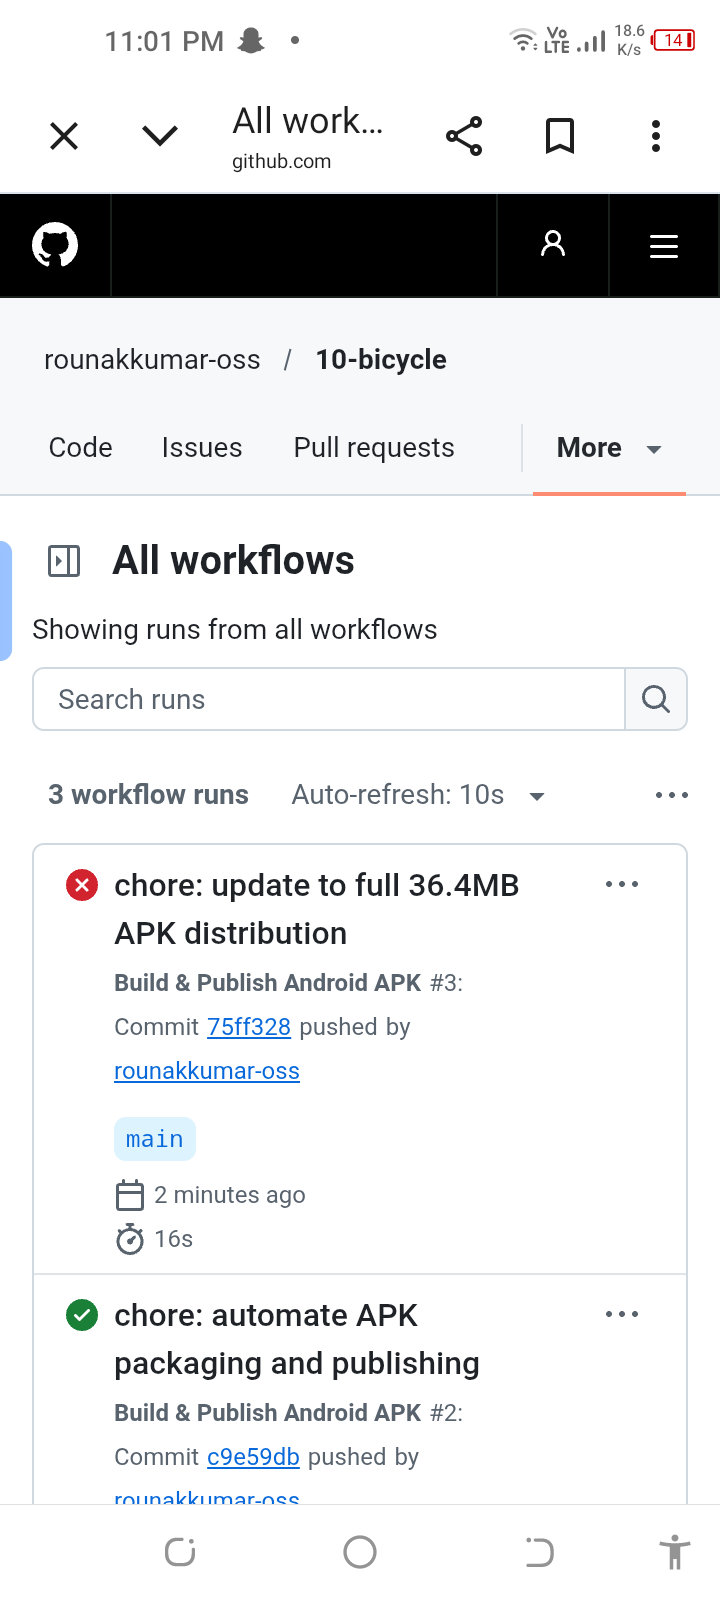 11:01 PM
Vo LTE
18.6 K/s
14
All work...
github.com
rounakkumar-oss / 10-bicycle
Code Issues Pull requests More
All workflows
Showing runs from all workflows
Search runs
3 workflow runs Auto-refresh: 10s
chore: update to full 36.4MB
APK distribution
Build & Publish Android APK #3:
Commit 75ff328 pushed by
rounakkumar-oss
main
2 minutes ago
16s
chore: automate APK
packaging and publishing
Build & Publish Android APK #2:
Commit c9e59db pushed by
rounakkumar-oss